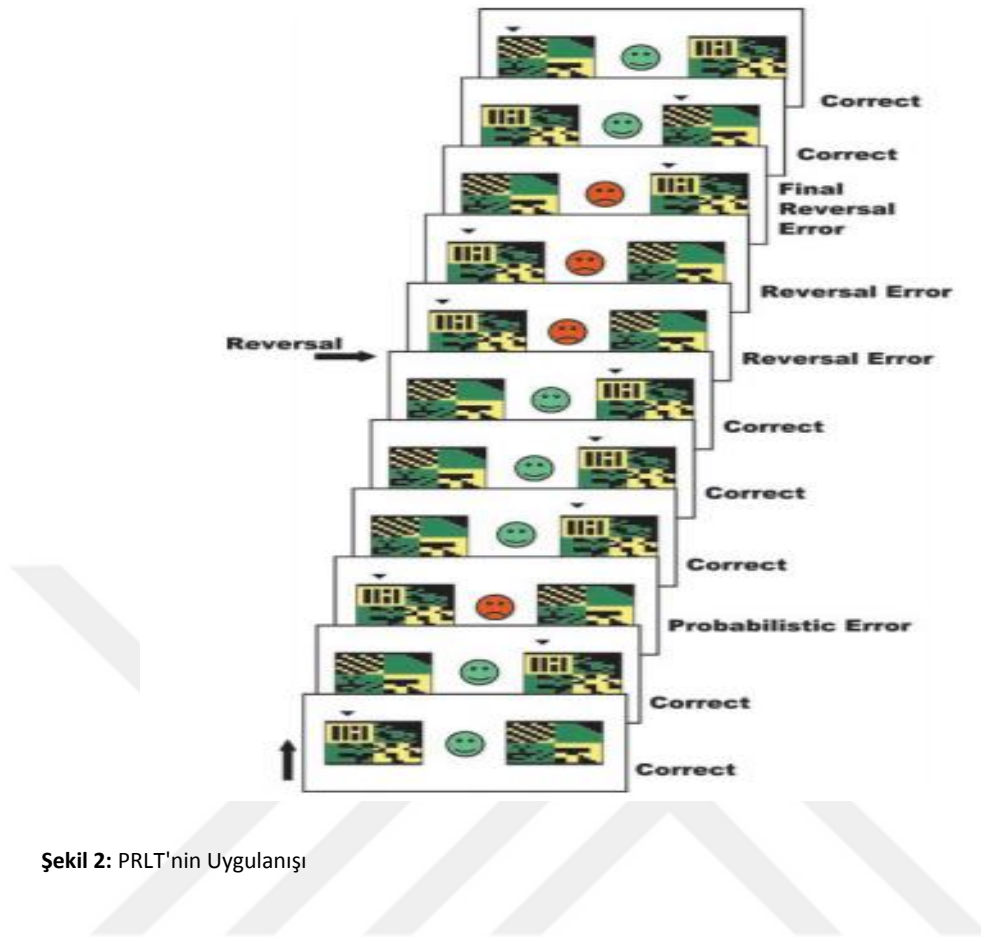 Correct
Correct
Final
Reversal
Error
Reversal Error
Reversal
Reversal Error
Correct
Correct
Correct
Probabilistic Error
Correct
Correct
Şekil 2: PRLT'nin Uygulanışı